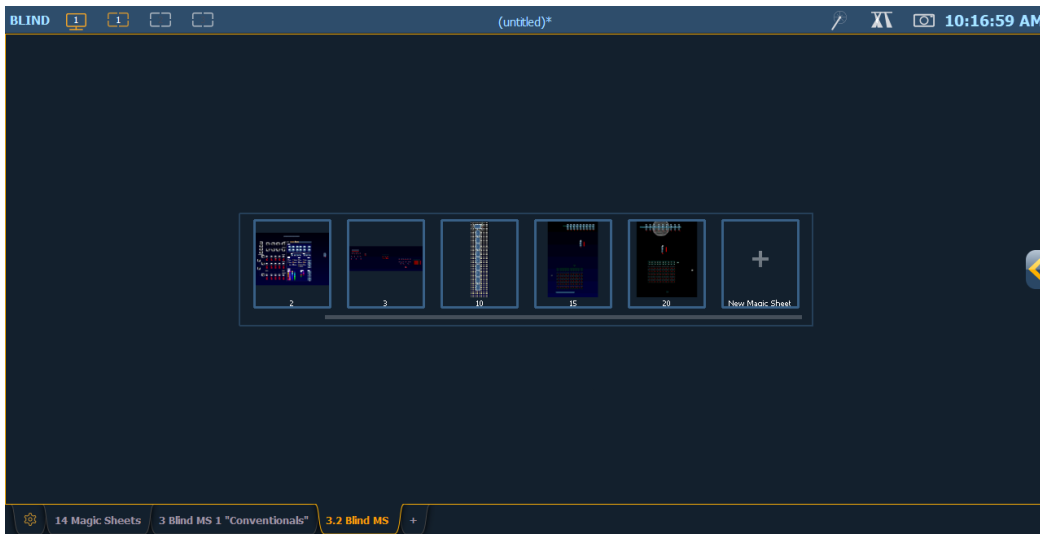 BLIND 1 1 (untitled)* 10:16:59 AM
2 3 10 15 20 New Magic Sheet
14 Magic Sheets 3 Blind MS 1 "Conventionals" 3.2 Blind MS +